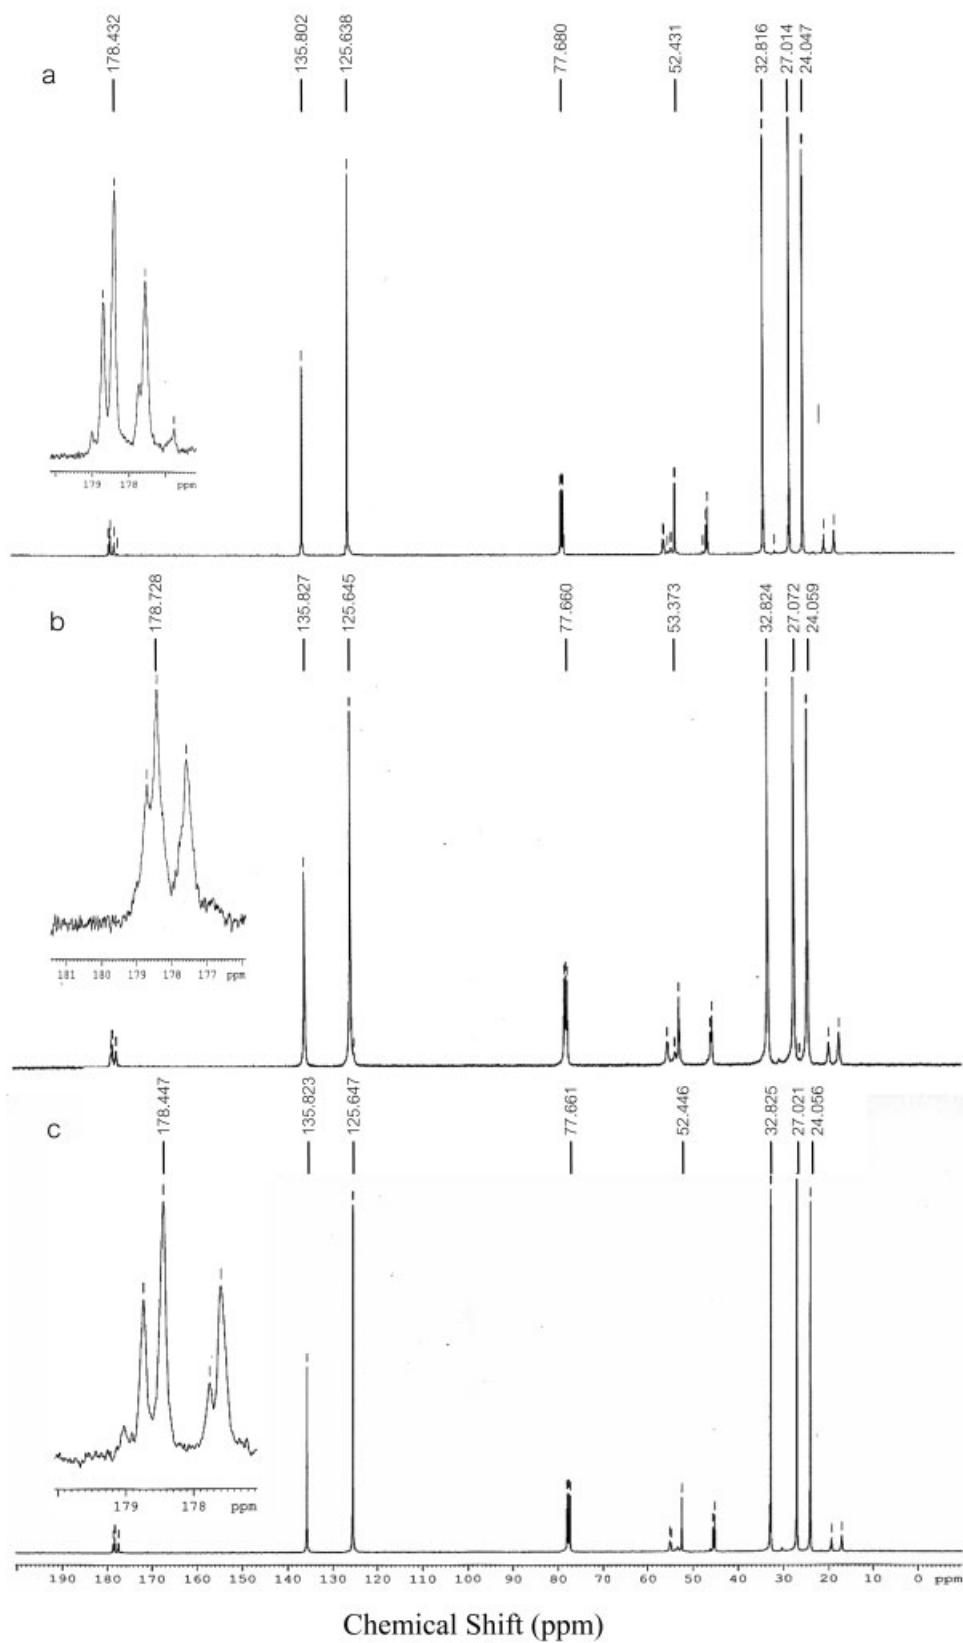 178.432 135.802 125.638 77.680 52.431 32.816 27.014 24.047
a
179 178 ppm
178.728 135.827 125.645 77.660 53.373 32.824 27.072 24.059
b
181 180 179 178 177 ppm
178.447 135.823 125.647 77.661 52.446 32.825 27.021 24.056
c
179 178 ppm
190 180 170 160 150 140 130 120 110 100 90 80 70 60 50 40 30 20 10 0 ppm
Chemical Shift (ppm)